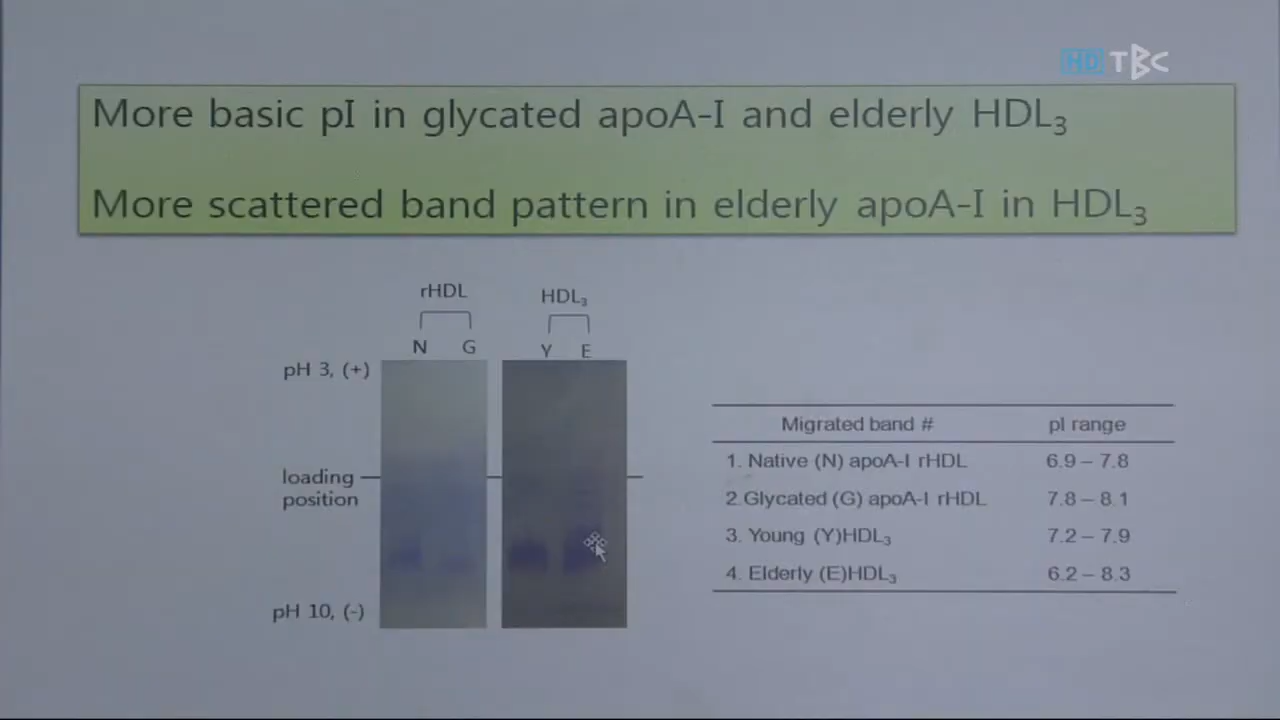 HD TBC
More basic pI in glycated apoA-I and elderly HDL₃
More scattered band pattern in elderly apoA-I in HDL₃
rHDL
HDL₃
N G
Y E
pH 3, (+)
loading
position
pH 10, (-)
Migrated band # pI range
1. Native (N) apoA-I rHDL 6.9 – 7.8
2.Glycated (G) apoA-I rHDL 7.8 – 8.1
3. Young (Y)HDL₃ 7.2 – 7.9
4. Elderly (E)HDL₃ 6.2 – 8.3